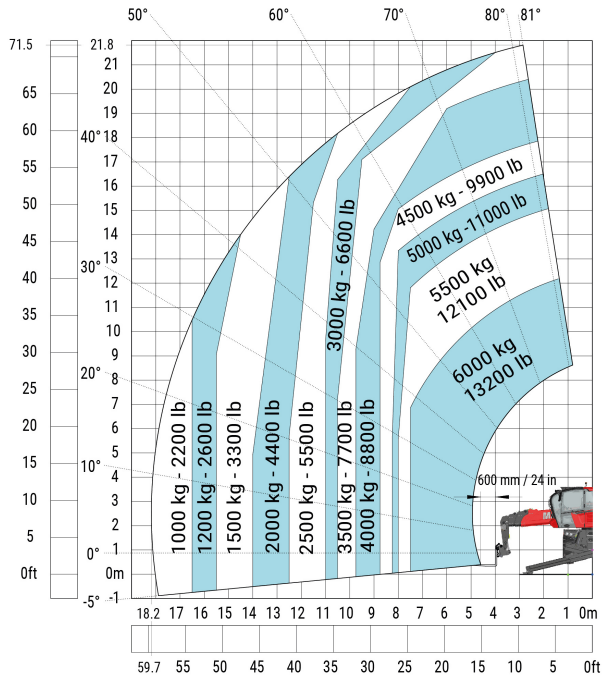 50° 60° 70° 80° 81°
71.5 21.8
21
65 20
19
60 40° 18
55 17
16
50 15
45 14
13
40 30° 12
35 11
10
30 9
25 20° 8
7
20 6
15 5
10 10° 4
3
5 2
1
0°
0ft 0m
-5° -1
1000 kg - 2200 lb
1200 kg - 2600 lb
1500 kg - 3300 lb
2000 kg - 4400 lb
2500 kg - 5500 lb
3000 kg - 6600 lb
3500 kg - 7700 lb
4000 kg - 8800 lb
4500 kg - 9900 lb
5000 kg -11000 lb
5500 kg
12100 lb
6000 kg
13200 lb
600 mm / 24 in
18.2 17 16 15 14 13 12 11 10 9 8 7 6 5 4 3 2 1 0m
59.7 55 50 45 40 35 30 25 20 15 10 5 0ft